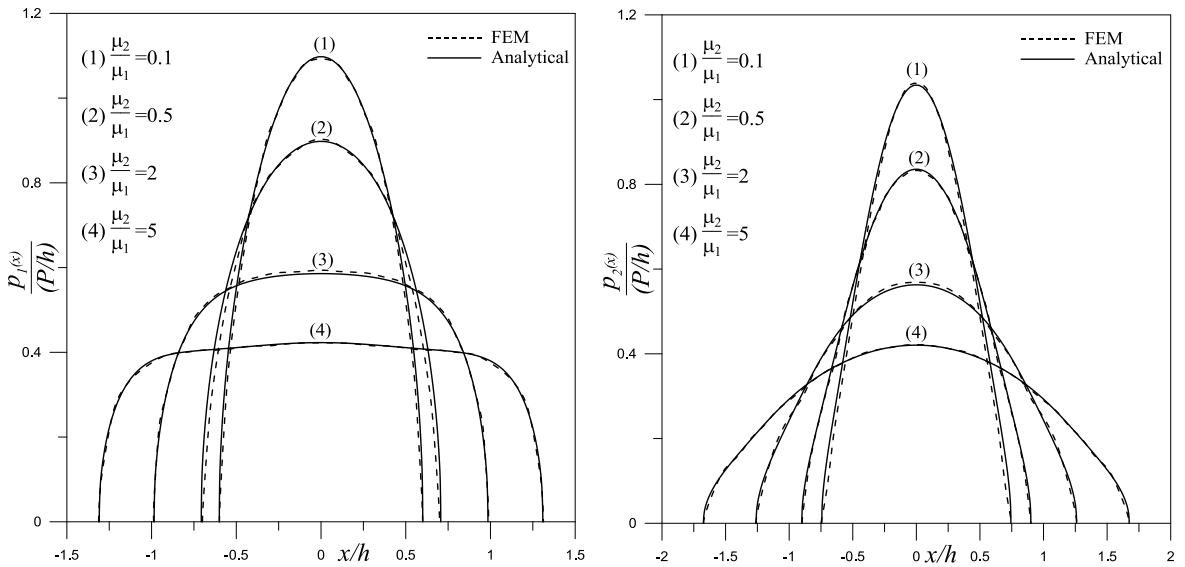 1.2
FEM
Analytical
(1) μ2/μ1=0.1
(2) μ2/μ1=0.5
(3) μ2/μ1=2
(4) μ2/μ1=5
(1)
(2)
(3)
(4)
0.8
0.4
0
p1(x)/(P/h)
-1.5 -1 -0.5 0 0.5 1 1.5
x/h
1.2
FEM
Analytical
(1) μ2/μ1=0.1
(2) μ2/μ1=0.5
(3) μ2/μ1=2
(4) μ2/μ1=5
(1)
(2)
(3)
(4)
0.8
0.4
0
p2(x)/(P/h)
-2 -1.5 -1 -0.5 0 0.5 1 1.5 2
x/h